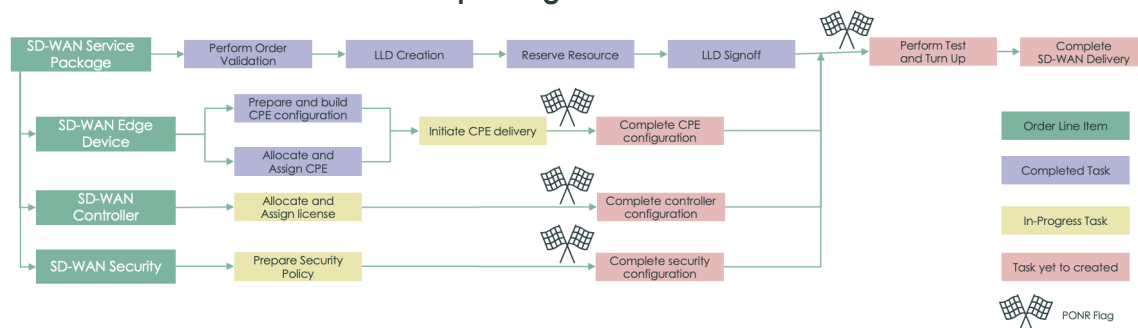 SD-WAN Service
Package
Perform Order
Validation
LLD Creation
Reserve Resource
LLD Signoff
Perform Test
and Turn Up
Complete
SD-WAN Delivery
SD-WAN Edge
Device
Prepare and build
CPE configuration
Allocate and
Assign CPE
Initiate CPE delivery
Complete CPE
configuration
SD-WAN
Controller
Allocate and
Assign license
Complete controller
configuration
SD-WAN Security
Prepare Security
Policy
Complete security
configuration
Order Line Item
Completed Task
In-Progress Task
Task yet to created
PONR Flag